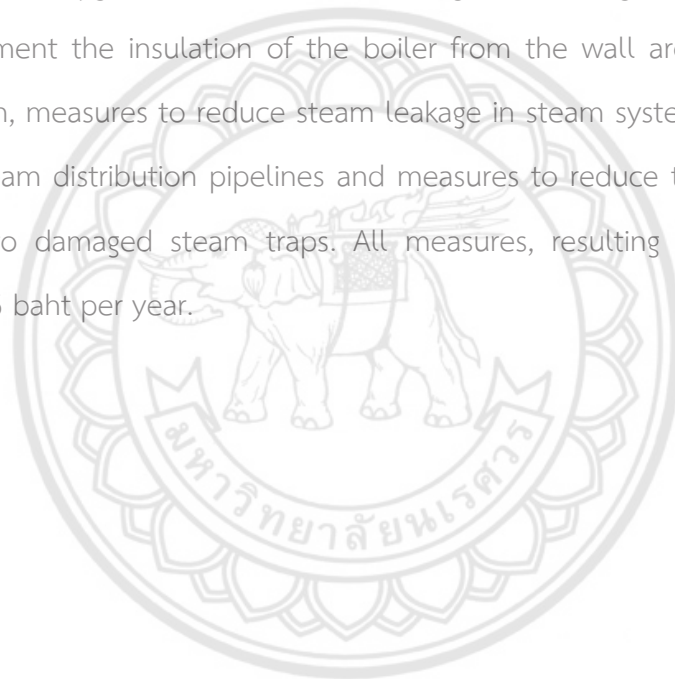 ment the insulation of the boiler from the wall
, measures to reduce steam leakage in steam
am distribution pipelines and measures to reduce
o damaged steam traps. All measures, resulting
baht per year.
มหาวิทยาลัยนเรศวร